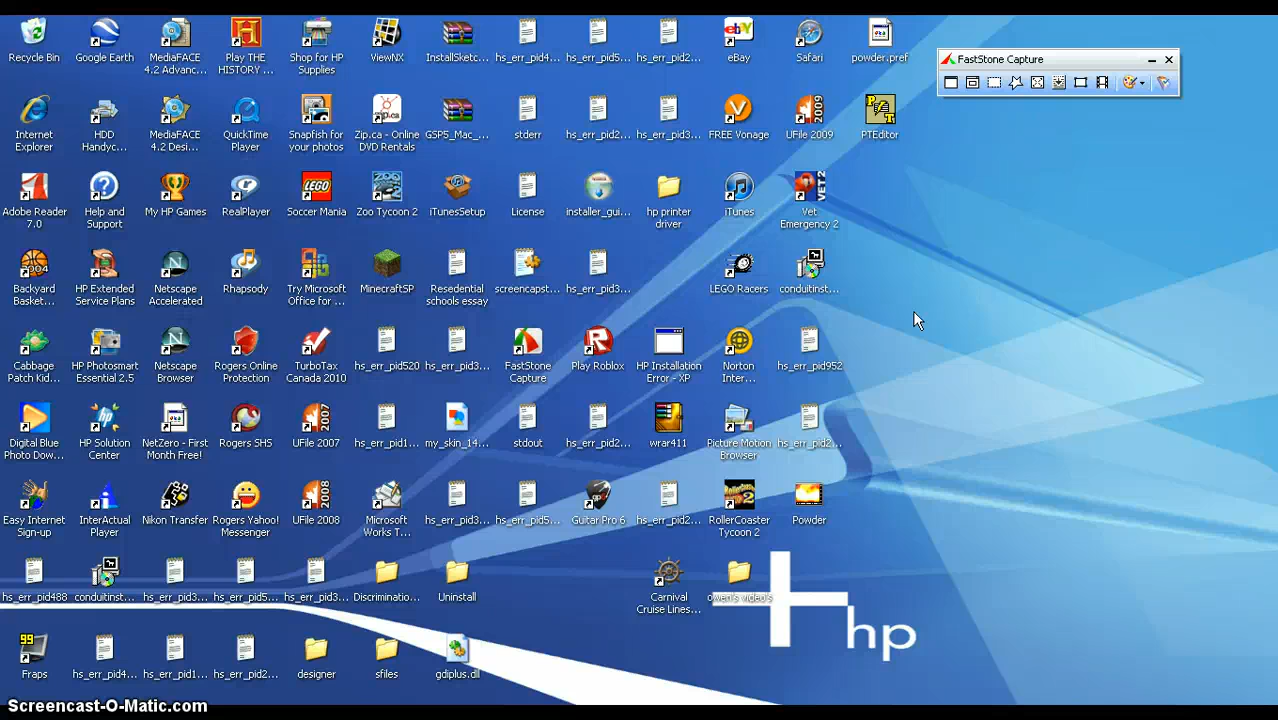 FastStone Capture
Recycle Bin
Google Earth
MediaFACE
4.2 Advanc...
Play THE
HISTORY ...
Shop for HP
Supplies
ViewNX
InstallSketc...
hs_err_pid4...
hs_err_pid5...
hs_err_pid2...
eBay
Safari
powder.pref
Internet
Explorer
HDD
Handyc...
MediaFACE
4.2 Desi...
QuickTime
Player
Snapfish for
your photos
Zip.ca - Online
DVD Rentals
GSPS_Mac_...
stderr
hs_err_pid2...
hs_err_pid3...
FREE Vonage
UFile 2009
PTEditor
Adobe Reader
7.0
Help and
Support
My HP Games
RealPlayer
Soccer Mania
Zoo Tycoon 2
iTunesSetup
License
installer_gui...
hp printer
driver
iTunes
Vet
Emergency 2
Backyard
Basket...
HP Extended
Service Plans
Netscape
Accelerated
Rhapsody
Try Microsoft
Office for ...
MinecraftSP
Resedential
schools essay
screencapst...
hs_err_pid3...
LEGO Racers
conduitinst...
Cabbage
Patch Kid...
HP Photosmart
Essential 2.5
Netscape
Browser
Rogers Online
Protection
TurboTax
Canada 2010
hs_err_pid520
hs_err_pid3...
FastStone
Capture
Play Roblox
HP Installation
Error - XP
Norton
Inter...
hs_err_pid952
Digital Blue
Photo Dow...
HP Solution
Center
NetZero - First
Month Free!
Rogers SHS
UFile 2007
hs_err_pid1...
my_skin_14...
stdout
hs_err_pid2...
wrar411
Picture Motion
Browser
hs_err_pid2...
Easy Internet
Sign-up
InterActual
Player
Nikon Transfer
Rogers Yahoo!
Messenger
UFile 2008
Microsoft
Works T...
hs_err_pid3...
hs_err_pid5...
Guitar Pro 6
hs_err_pid2...
RollerCoaster
Tycoon 2
Powder
hs_err_pid488
conduitinst...
hs_err_pid3...
hs_err_pid5...
hs_err_pid3...
Discriminatio...
Uninstall
Carnival
Cruise Lines...
owen's video's
hp
Fraps
hs_err_pid4...
hs_err_pid1...
hs_err_pid2...
designer
sfiles
gdiplus.dll
Screencast-O-Matic.com